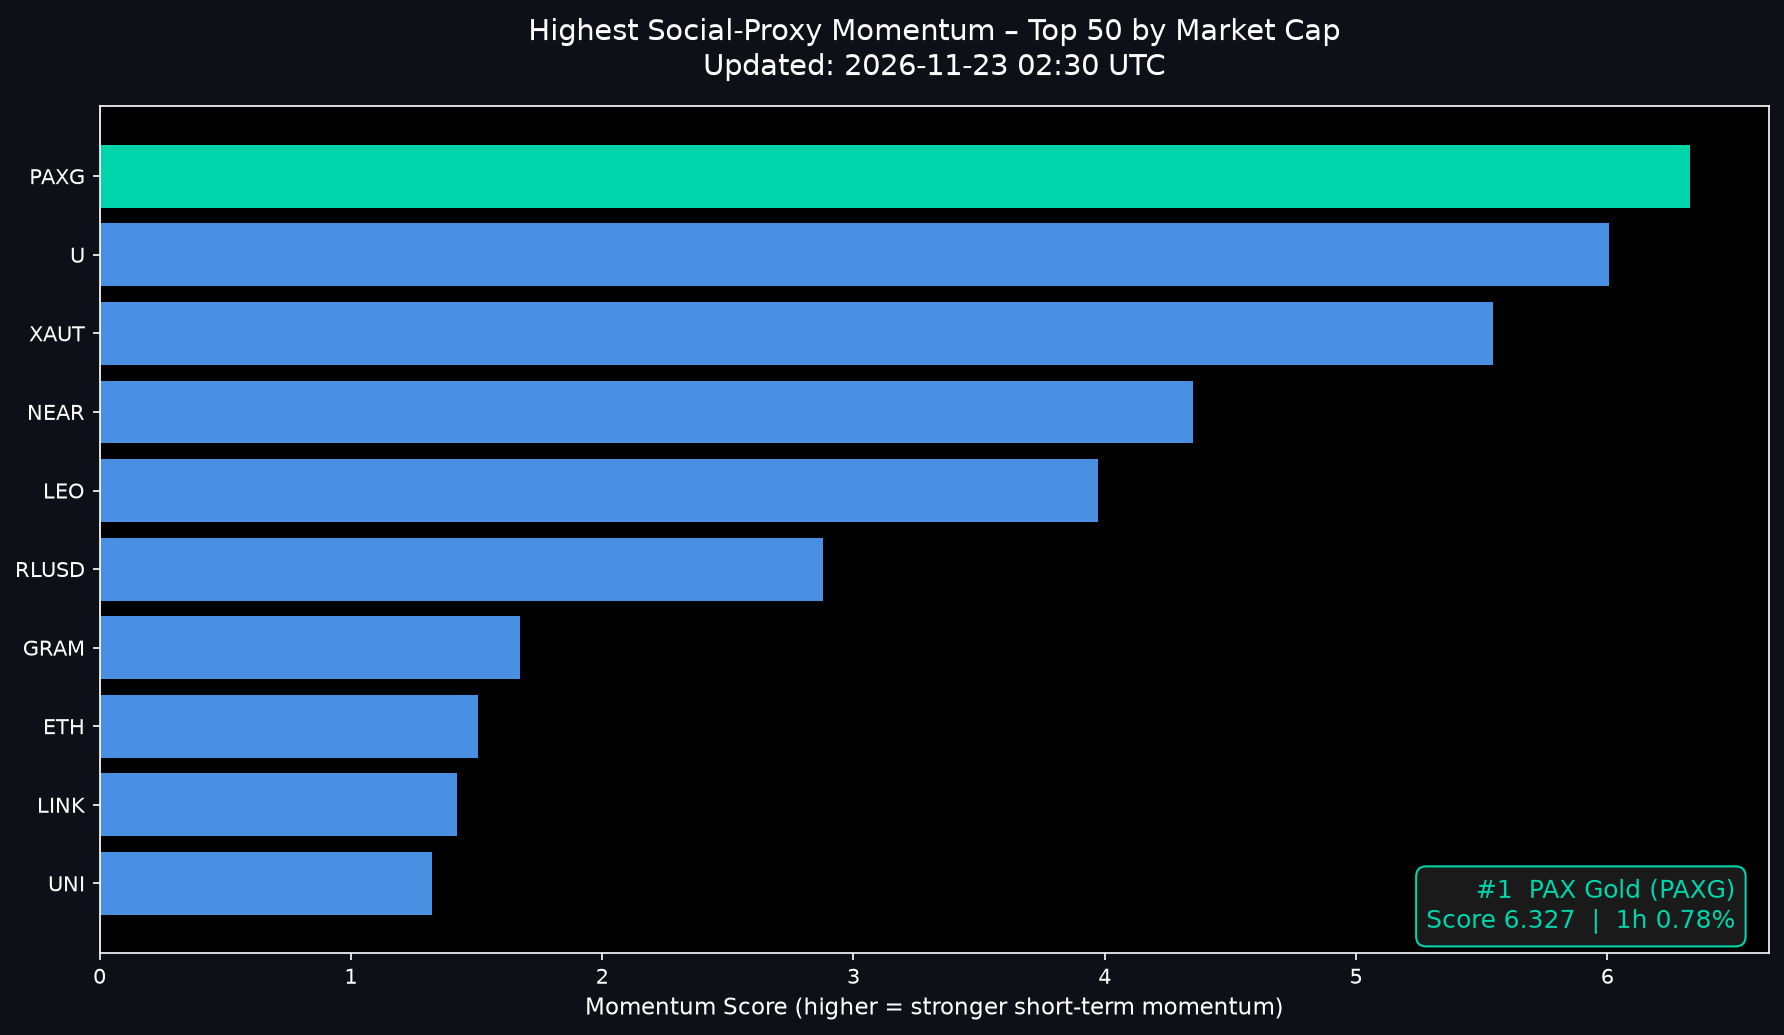 Highest Social-Proxy Momentum – Top 50 by Market Cap
Updated: 2026-11-23 02:30 UTC
PAXG
U
XAUT
NEAR
LEO
RLUSD
GRAM
ETH
LINK
UNI
#1  PAX Gold (PAXG)
Score 6.327  |  1h 0.78%
0 1 2 3 4 5 6
Momentum Score (higher = stronger short-term momentum)